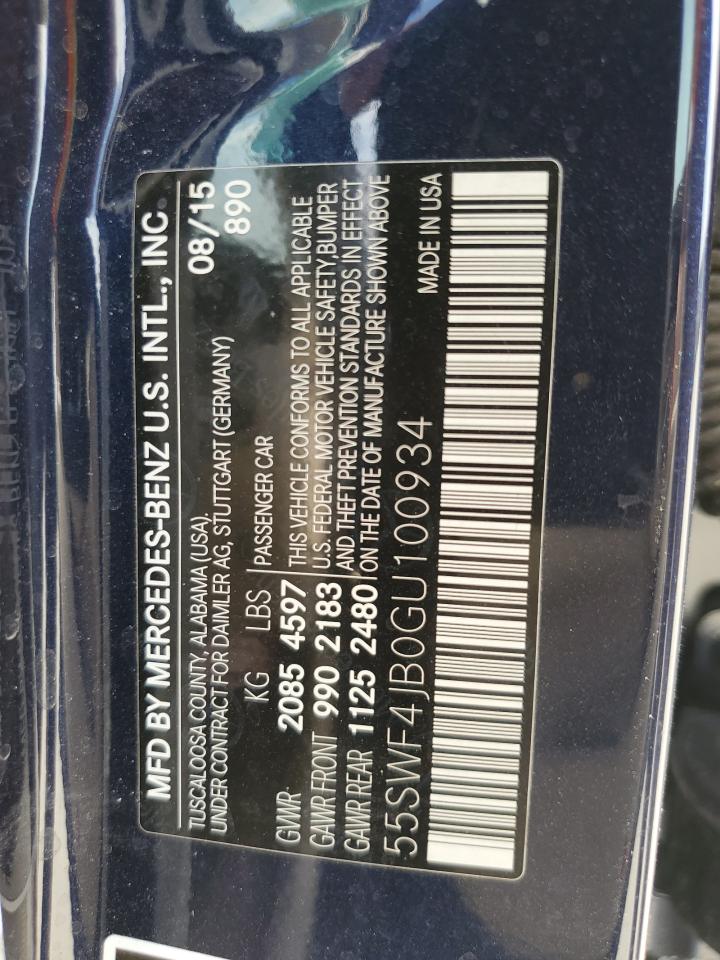 MFD BY MERCEDES-BENZ U.S. INTL., INC.
TUSCALOOSA COUNTY, ALABAMA (USA), 08/15
UNDER CONTRACT FOR DAIMLER AG, STUTTGART (GERMANY) 890
KG LBS PASSENGER CAR
GVWR 2085 4597 THIS VEHICLE CONFORMS TO ALL APPLICABLE
GAWR FRONT 990 2183 U.S. FEDERAL MOTOR VEHICLE SAFETY, BUMPER
GAWR REAR 1125 2480 AND THEFT PREVENTION STANDARDS IN EFFECT
ON THE DATE OF MANUFACTURE SHOWN ABOVE
55SWF4JB0GU100934 MADE IN USA